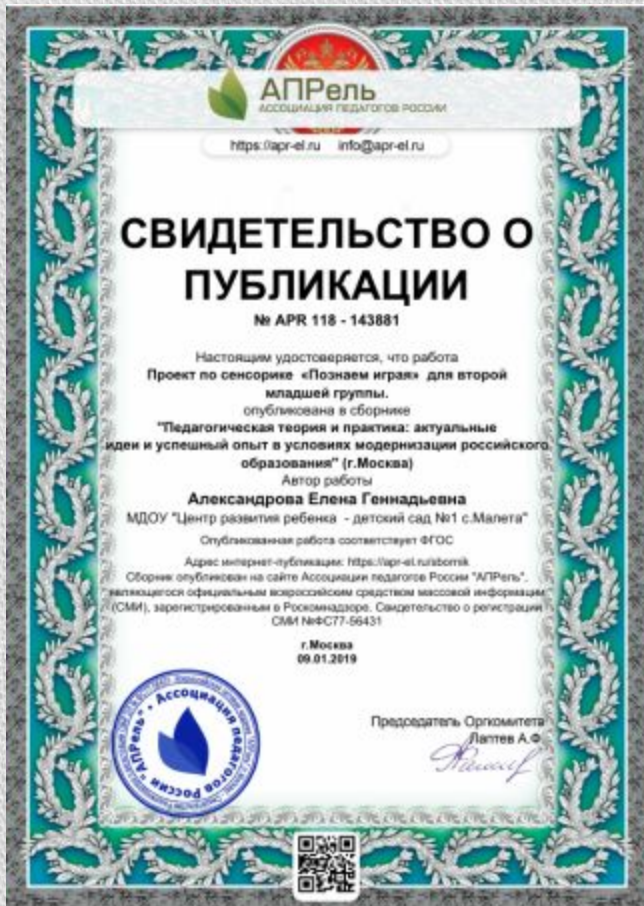 АПРель
АССОЦИАЦИЯ ПЕДАГОГОВ РОССИИ
https://apr-el.ru info@apr-el.ru
СВИДЕТЕЛЬСТВО О
ПУБЛИКАЦИИ
№ APR 118 - 143881
Настоящим удостоверяется, что работа
Проект по сенсорике «Познаем играя» для второй
младшей группы.
опубликована в сборнике
"Педагогическая теория и практика: актуальные
идеи и успешный опыт в условиях модернизации российского
образования" (г.Москва)
Автор работы
Александрова Елена Геннадьевна
МДОУ "Центр развития ребенка - детский сад №1 с.Малета"
Опубликованная работа соответствует ФГОС
Адрес интернет-публикации: https://apr-el.ru/sbornik
Сборник опубликован на сайте Ассоциации педагогов России "АПРель",
являющегося официальным всероссийским средством массовой информации
(СМИ), зарегистрированным в Роскомнадзоре. Свидетельство о регистрации
СМИ №ФС77-56431
г.Москва
09.01.2019
Председатель Оргкомитета
Лаптев А.Ф.
Ассоциация педагогов России "АПРель"